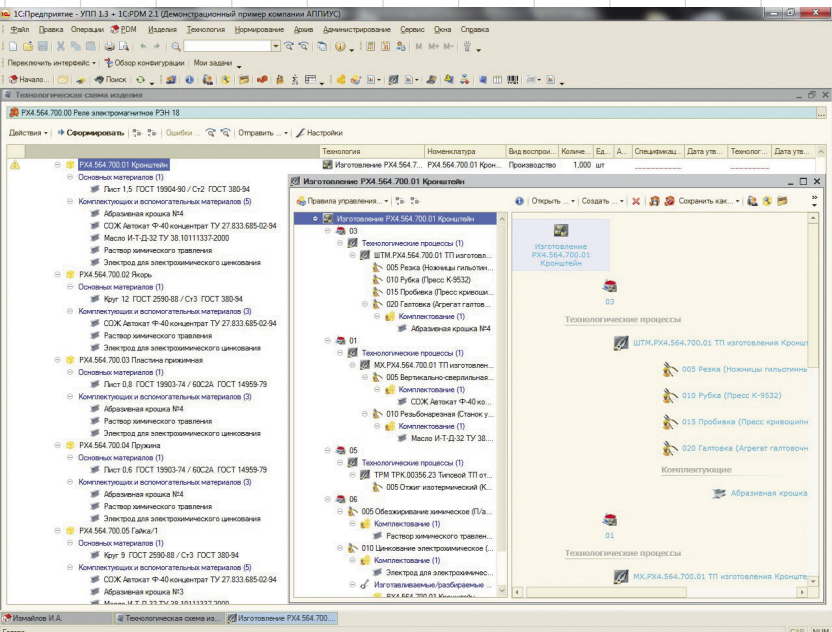 1С:Предприятие - УПП 1.3 + 1С:PDM 2.1 (Демонстрационный пример компании АППИУС)
Файл Правка Операции PDM Изделия Технология Нормирование Архив Администрирование Сервис Окна Справка
M M+ M-
Переключить интерфейс Обзор конфигурации Мои задачи
Начало... Поиск
Технологическая схема изделия
РХ4.564.700.00 Реле электромагнитное РЭН 18
Действия Сформировать Ошибки ... Отправить ... Настройки
Технология Номенклатура Вид воспрои... Количе... Ед... А... Спецификац... Дата утв... Технолог... Дата утв...
РХ4.564.700.01 Кронштейн Изготовление РХ4.564.7... РХ4.564.700.01 Крон... Производство 1,000 шт
Основных материалов (1)
Лист 1,5 ГОСТ 19904-90 / Ст2 ГОСТ 380-94
Комплектующих и вспомогательных материалов (5)
Абразивная крошка №4
СОЖ Автокат Ф-40 концентрат ТУ 27.833.685-02-94
Масло И-Т-Д-32 ТУ 38.10111337-2000
Раствор химического травления
Электрод для электрохимического цинкования
РХ4.564.700.02 Якорь
Основных материалов (1)
Круг 12 ГОСТ 2590-88 / Ст3 ГОСТ 380-94
Комплектующих и вспомогательных материалов (3)
СОЖ Автокат Ф-40 концентрат ТУ 27.833.685-02-94
Раствор химического травления
Электрод для электрохимического цинкования
РХ4.564.700.03 Пластина прижимная
Основных материалов (1)
Лист 0,8 ГОСТ 19903-74 / 60С2А ГОСТ 14959-79
Комплектующих и вспомогательных материалов (3)
Абразивная крошка №4
Раствор химического травления
Электрод для электрохимического цинкования
РХ4.564.700.04 Пружина
Основных материалов (1)
Лист 0,6 ГОСТ 19903-74 / 60С2А ГОСТ 14959-79
Комплектующих и вспомогательных материалов (3)
Абразивная крошка №4
Раствор химического травления
Электрод для электрохимического цинкования
РХ4.564.700.05 Гайка/1
Основных материалов (1)
Круг 9 ГОСТ 2590-88 / Ст3 ГОСТ 380-94
Комплектующих и вспомогательных материалов (5)
СОЖ Автокат Ф-40 концентрат ТУ 27.833.685-02-94
Абразивная крошка №3
Масло И-Т-Д-32 ТУ 38.10111337-2000
Изготовление РХ4.564.700.01 Кронштейн
Правила управления...
Открыть ... Создать ... Сохранить как...
Изготовление РХ4.564.700.01 Кронштейн
03
Технологические процессы (1)
ШТМ.РХ4.564.700.01 ТП изготовл...
005 Резка (Ножницы гильотин...
010 Рубка (Пресс К-9532)
015 Пробивка (Пресс кривоши...
020 Галтовка (Агрегат галтов...
Комплектование (1)
Абразивная крошка №4
01
Технологические процессы (1)
МХ.РХ4.564.700.01 ТП изготовлен...
005 Вертикально-сверлильная...
Комплектование (1)
СОЖ Автокат Ф-40 ко...
010 Резьбонарезная (Станок у...
Комплектование (1)
Масло И-Т-Д-32 ТУ 38....
05
Технологические процессы (1)
ТРМ ТРК.00356.23 Типовой ТП от...
005 Отжиг изотермический (К...
06
005 Обезжиривание химическое (П/а...
Комплектование (1)
Раствор химического травлен...
010 Цинкование электрохимическое (...
Комплектование (1)
Электрод для электрохимичес...
Изготавливаемые/разбираемые ...
РХ4.564.700.01 Кронштейн
Изготовление
РХ4.564.700.01
Кронштейн
03
Технологические процессы
ШТМ.РХ4.564.700.01 ТП изготовления Кроншт
005 Резка (Ножницы гильотиннь
010 Рубка (Пресс К-9532)
015 Пробивка (Пресс кривошипн
020 Галтовка (Агрегат галтовочн
Комплектующие
Абразивная крошка
01
Технологические процессы
МХ.РХ4.564.700.01 ТП изготовления Кронште
Измайлов И.А. Технологическая схема из... Изготовление РХ4.564.700....
Готово CAP NUM